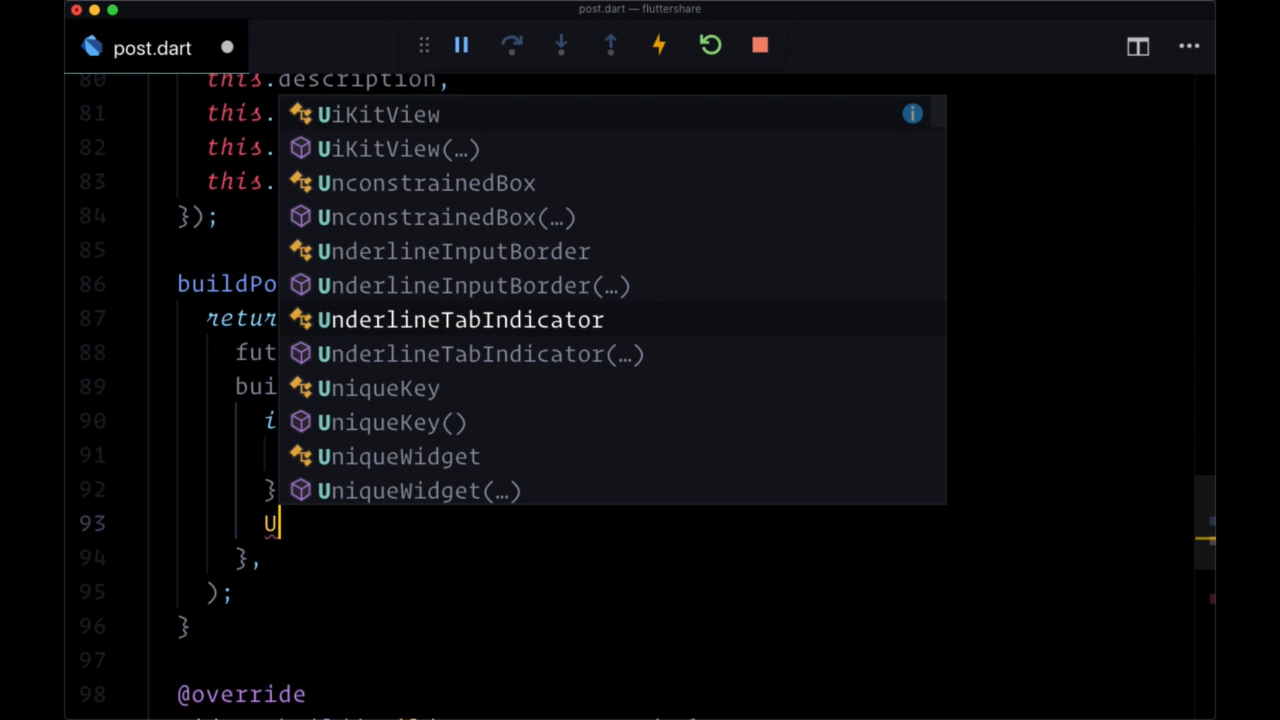 post.dart — fluttershare
post.dart
80 this.description,
81 this.
82 this.
83 this.
84 });
85
86 buildPo
87 retur
88 fut
89 bui
90 i
91
92 }
93 U
94 },
95 );
96 }
97
98 @override
UiKitView
UiKitView(…)
UnconstrainedBox
UnconstrainedBox(…)
UnderlineInputBorder
UnderlineInputBorder(…)
UnderlineTabIndicator
UnderlineTabIndicator(…)
UniqueKey
UniqueKey()
UniqueWidget
UniqueWidget(…)